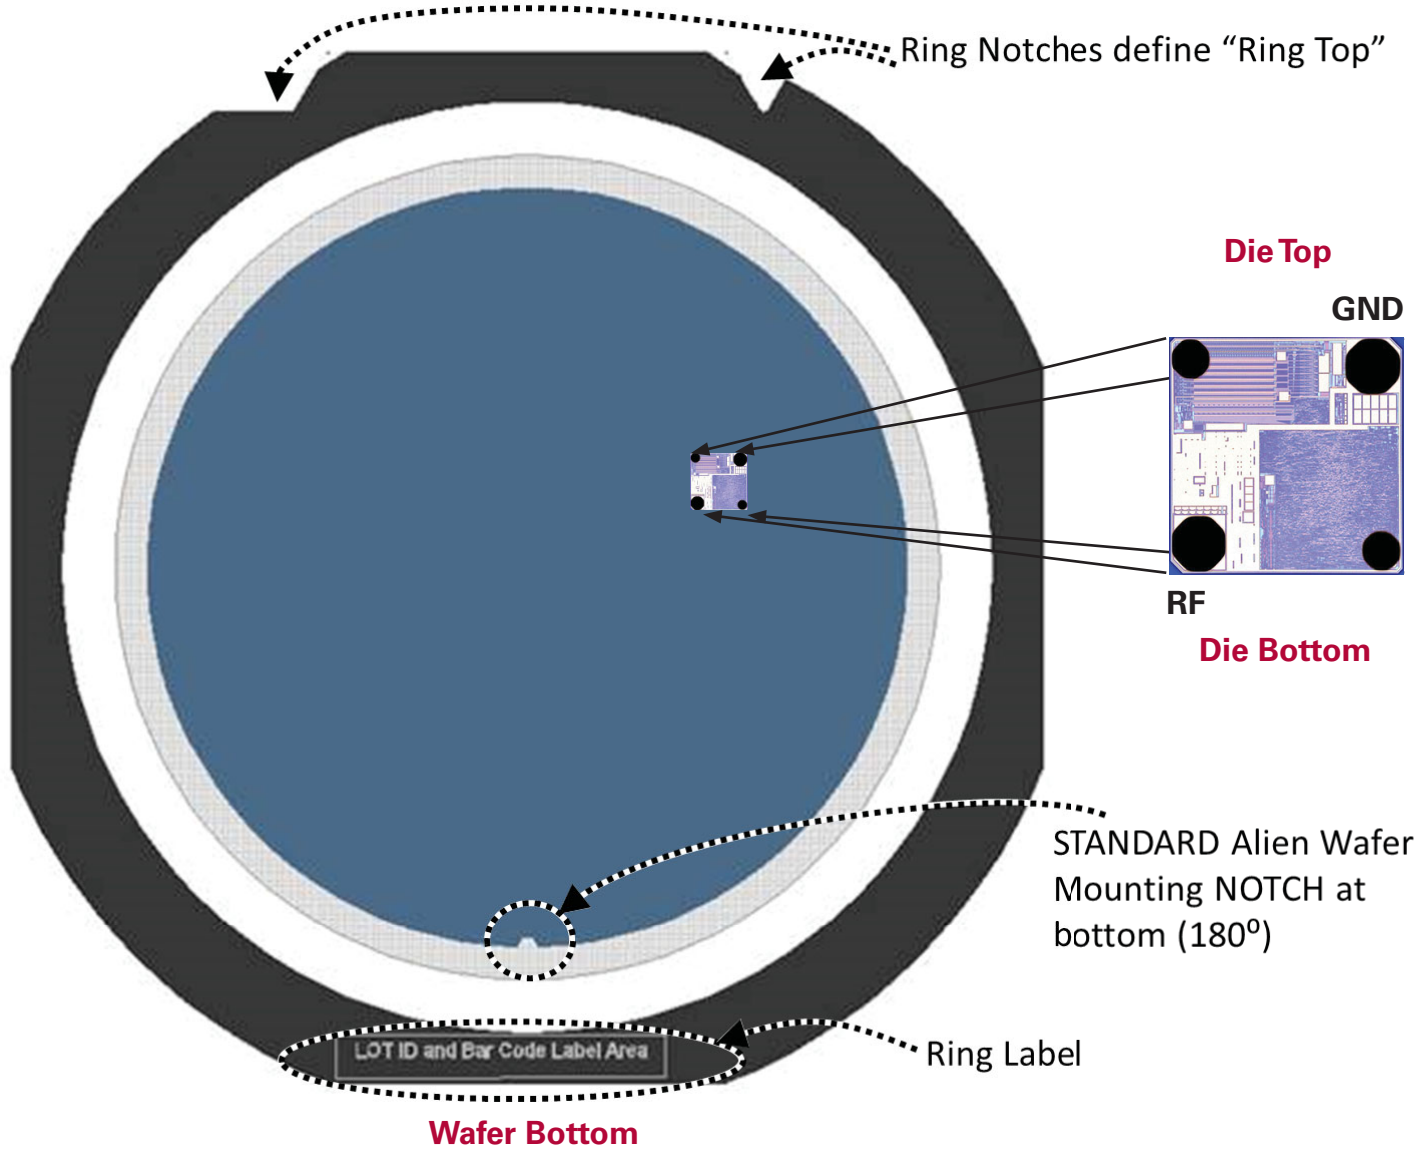 Ring Notches define “Ring Top”
Die Top
GND
RF
Die Bottom
STANDARD Alien Wafer
Mounting NOTCH at
bottom (180⁰)
LOT ID and Bar Code Label Area
Ring Label
Wafer Bottom